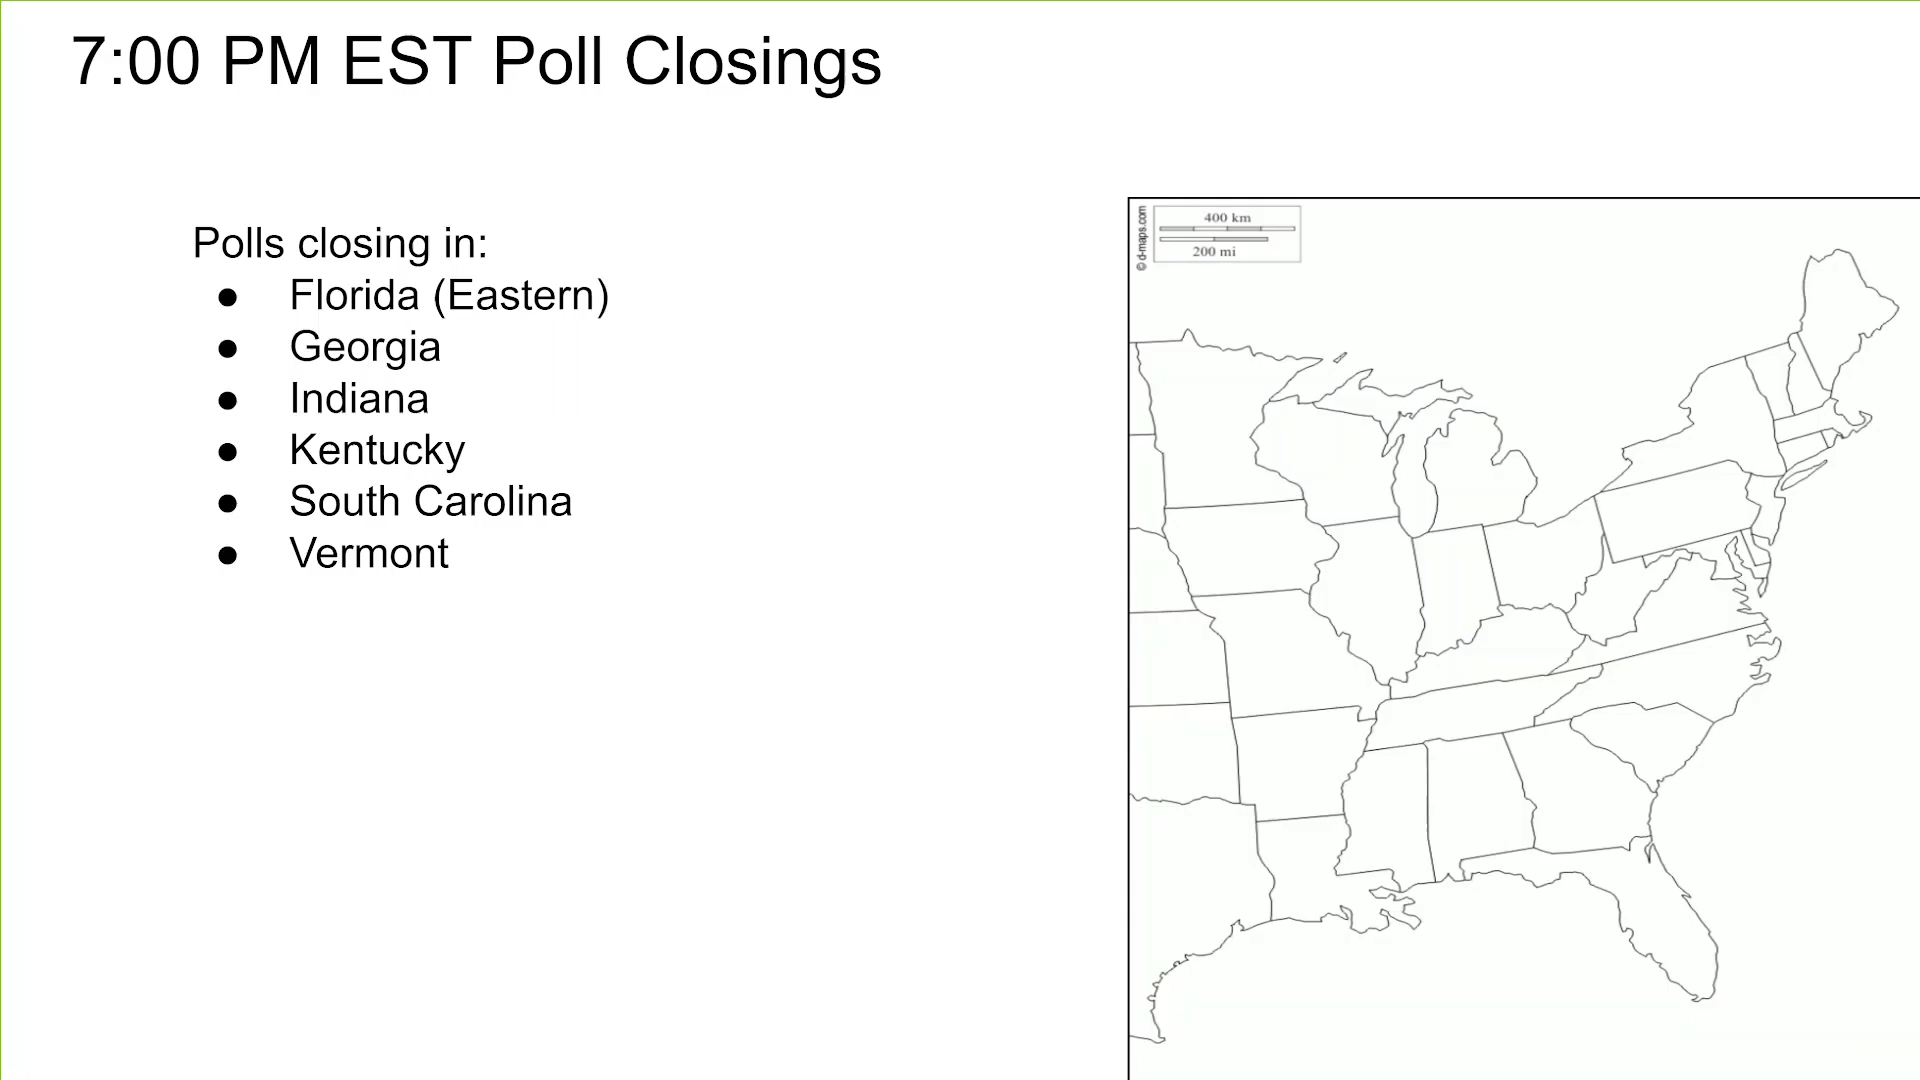 7:00 PM EST Poll Closings
Polls closing in:
● Florida (Eastern)
● Georgia
● Indiana
● Kentucky
● South Carolina
● Vermont
© d-maps.com
400 km
200 mi